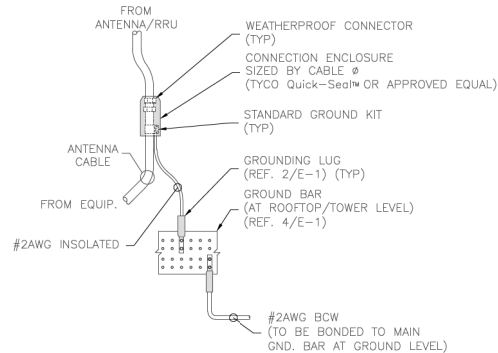 FROM
ANTENNA/RRU
WEATHERPROOF CONNECTOR
(TYP)
CONNECTION ENCLOSURE
SIZED BY CABLE Ø
(TYCO Quick-Seal™ OR APPROVED EQUAL)
STANDARD GROUND KIT
(TYP)
ANTENNA
CABLE
GROUNDING LUG
(REF. 2/E-1) (TYP)
FROM EQUIP.
GROUND BAR
(AT ROOFTOP/TOWER LEVEL)
(REF. 4/E-1)
#2AWG INSOLATED
#2AWG BCW
(TO BE BONDED TO MAIN
GND. BAR AT GROUND LEVEL)